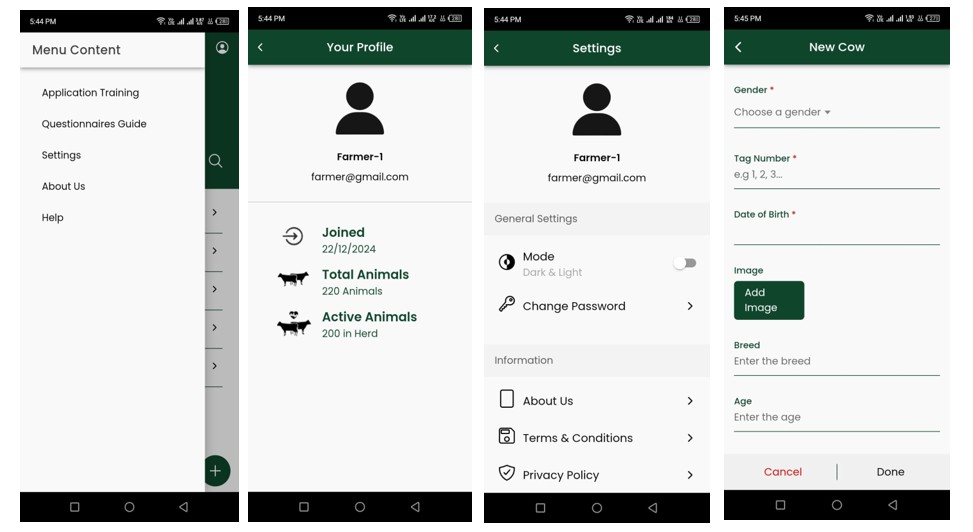 5:44 PM
Menu Content
Application Training
Questionnaires Guide
Settings
About Us
Help
5:44 PM
Your Profile
Farmer-1
farmer@gmail.com
Joined
22/12/2024
Total Animals
220 Animals
Active Animals
200 in Herd
5:44 PM
Settings
Farmer-1
farmer@gmail.com
General Settings
Mode
Dark & Light
Change Password
Information
About Us
Terms & Conditions
Privacy Policy
5:45 PM
New Cow
Gender *
Choose a gender
Tag Number *
e.g 1, 2, 3...
Date of Birth *
Image
Add
Image
Breed
Enter the breed
Age
Enter the age
Cancel
Done